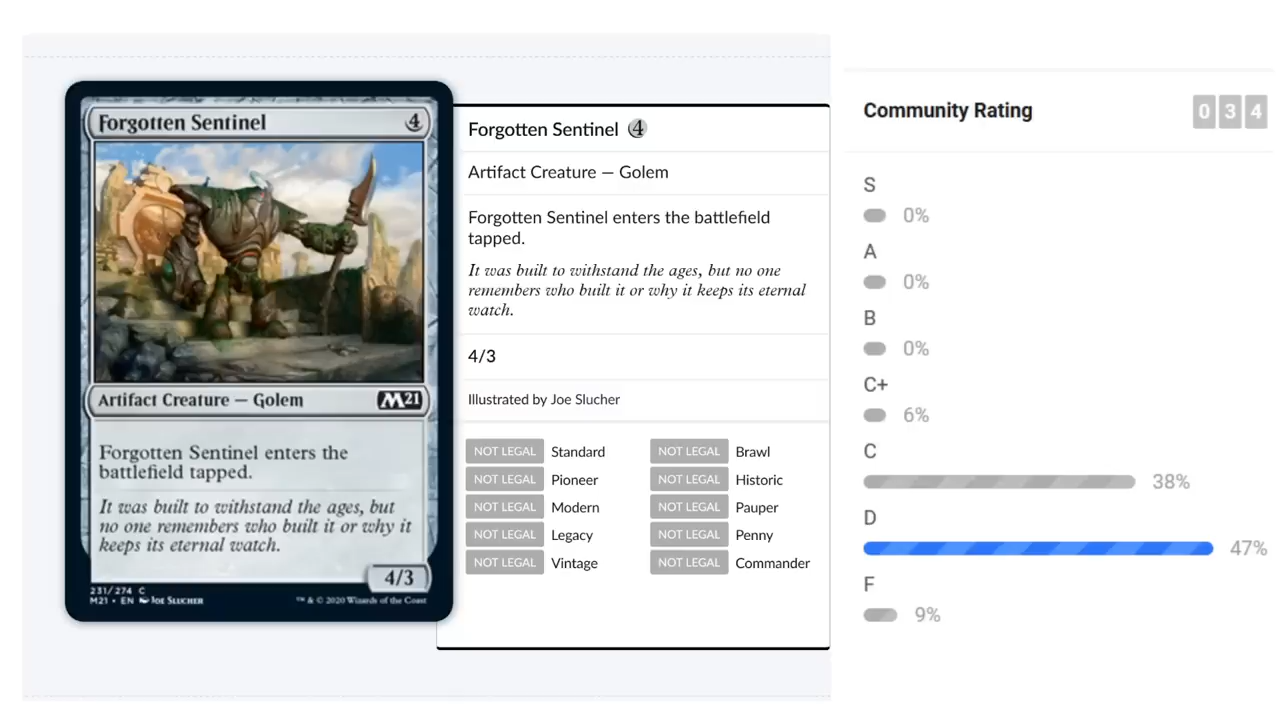 Forgotten Sentinel 4
Artifact Creature — Golem M21
Forgotten Sentinel enters the
battlefield tapped.
It was built to withstand the ages, but
no one remembers who built it or why it
keeps its eternal watch.
4/3
231/274 C
M21 • EN Joe Slucher
™ & © 2020 Wizards of the Coast
Forgotten Sentinel 4
Artifact Creature — Golem
Forgotten Sentinel enters the battlefield
tapped.
It was built to withstand the ages, but no one
remembers who built it or why it keeps its eternal
watch.
4/3
Illustrated by Joe Slucher
NOT LEGAL Standard NOT LEGAL Brawl
NOT LEGAL Pioneer NOT LEGAL Historic
NOT LEGAL Modern NOT LEGAL Pauper
NOT LEGAL Legacy NOT LEGAL Penny
NOT LEGAL Vintage NOT LEGAL Commander
Community Rating 0 3 4
S
0%
A
0%
B
0%
C+
6%
C
38%
D
47%
F
9%